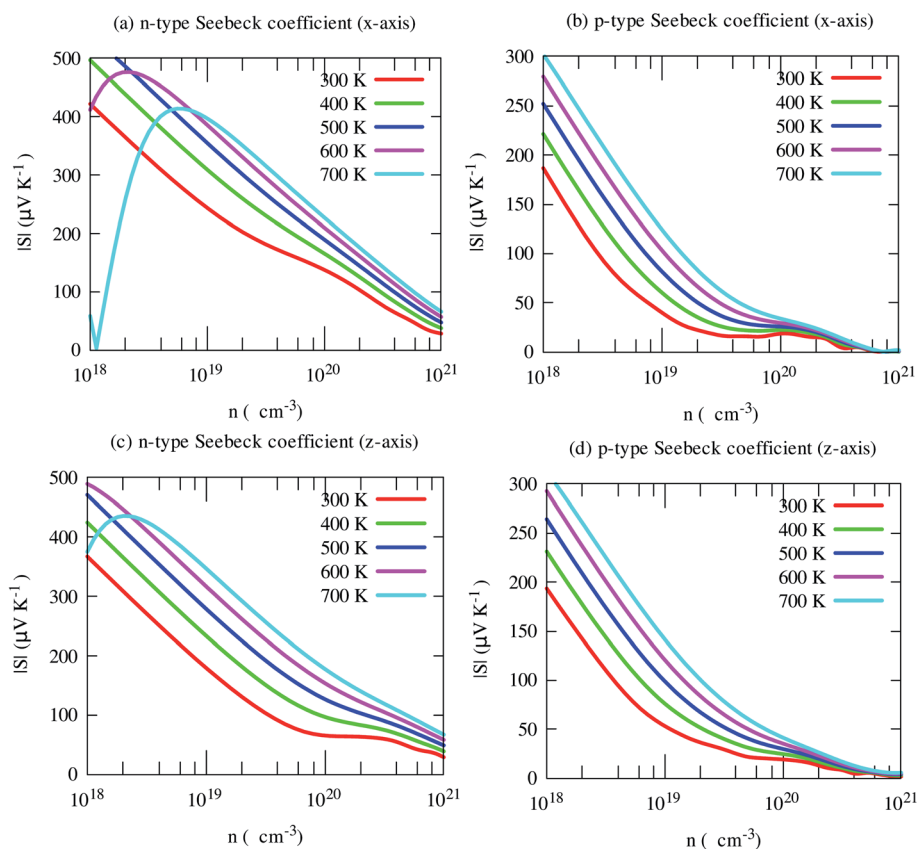 (a) n-type Seebeck coefficient (x-axis)
500
400
300
200
100
0
|S| (μV K⁻¹)
300 K
400 K
500 K
600 K
700 K
10¹⁸
10¹⁹
10²⁰
10²¹
n ( cm⁻³)
(b) p-type Seebeck coefficient (x-axis)
300
250
200
150
100
50
0
|S| (μV K⁻¹)
300 K
400 K
500 K
600 K
700 K
10¹⁸
10¹⁹
10²⁰
10²¹
n ( cm⁻³)
(c) n-type Seebeck coefficient (z-axis)
500
400
300
200
100
0
|S| (μV K⁻¹)
300 K
400 K
500 K
600 K
700 K
10¹⁸
10¹⁹
10²⁰
10²¹
n ( cm⁻³)
(d) p-type Seebeck coefficient (z-axis)
300
250
200
150
100
50
0
|S| (μV K⁻¹)
300 K
400 K
500 K
600 K
700 K
10¹⁸
10¹⁹
10²⁰
10²¹
n ( cm⁻³)